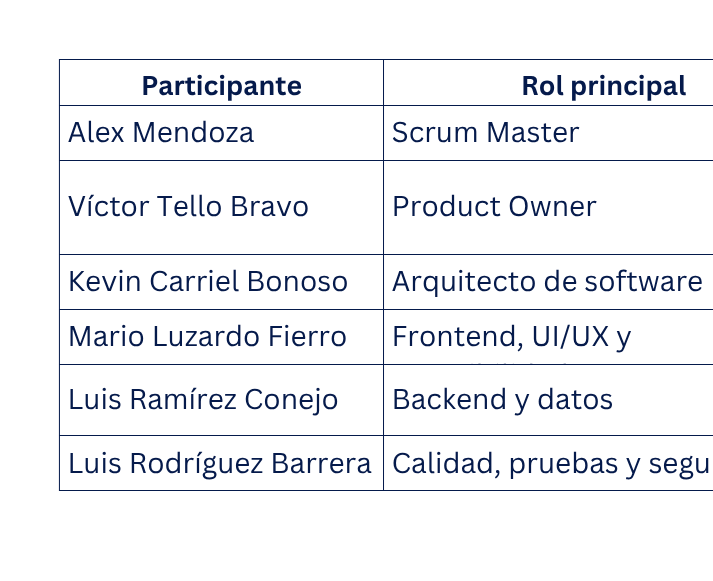 Participante Rol principal
Alex Mendoza Scrum Master
Víctor Tello Bravo Product Owner
Kevin Carriel Bonoso Arquitecto de software
Mario Luzardo Fierro Frontend, UI/UX y
Luis Ramírez Conejo Backend y datos
Luis Rodríguez Barrera Calidad, pruebas y segu